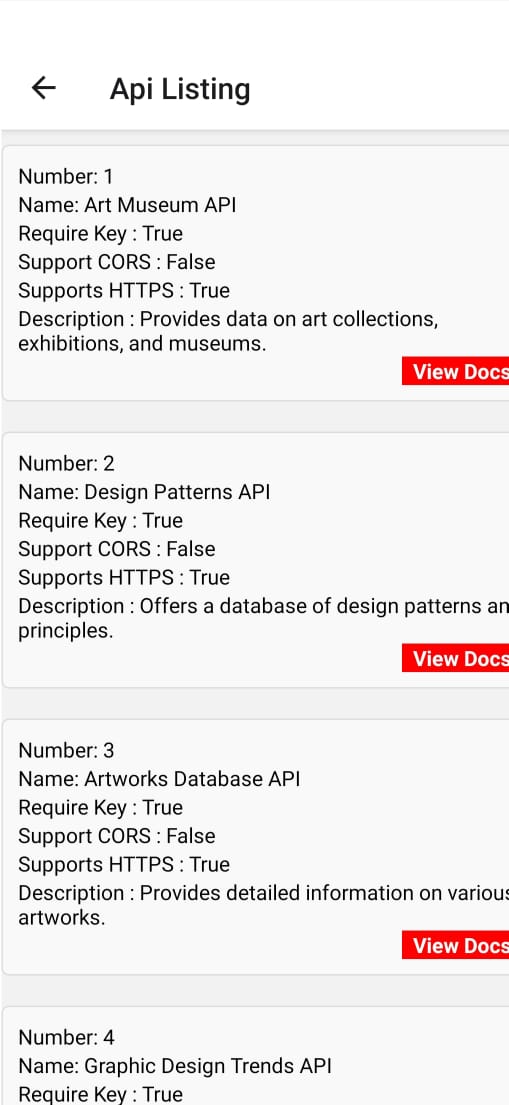 Api Listing
Number: 1
Name: Art Museum API
Require Key : True
Support CORS : False
Supports HTTPS : True
Description : Provides data on art collections,
exhibitions, and museums.
View Docs
Number: 2
Name: Design Patterns API
Require Key : True
Support CORS : False
Supports HTTPS : True
Description : Offers a database of design patterns an
principles.
View Docs
Number: 3
Name: Artworks Database API
Require Key : True
Support CORS : False
Supports HTTPS : True
Description : Provides detailed information on various
artworks.
View Docs
Number: 4
Name: Graphic Design Trends API
Require Key : True